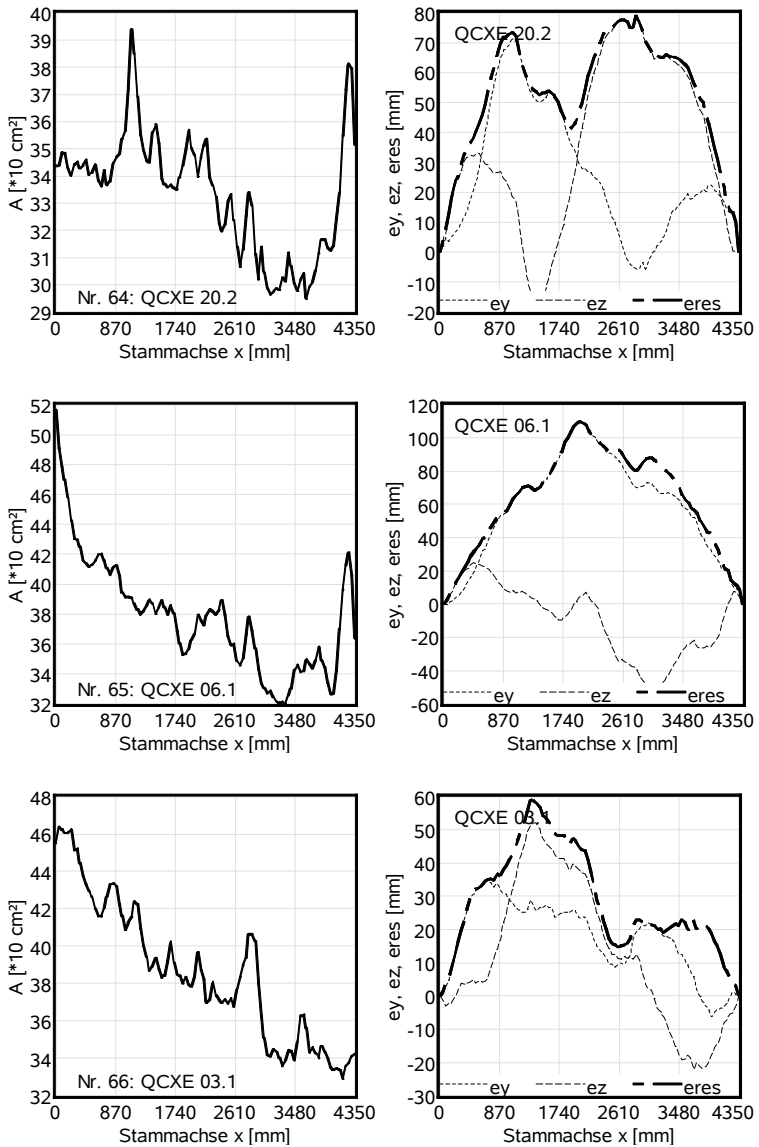 40
39
38
37
36
35
34
33
32
31
30
29
A [*10 cm²]
Nr. 64: QCXE 20.2
0 870 1740 2610 3480 4350
Stammachse x [mm]
80
70
60
50
40
30
20
10
0
-10
-20
ey, ez, eres [mm]
QCXE 20.2
ey ez eres
0 870 1740 2610 3480 4350
Stammachse x [mm]
52
50
48
46
44
42
40
38
36
34
32
A [*10 cm²]
Nr. 65: QCXE 06.1
0 870 1740 2610 3480 4350
Stammachse x [mm]
120
100
80
60
40
20
0
-20
-40
-60
ey, ez, eres [mm]
QCXE 06.1
ey ez eres
0 870 1740 2610 3480 4350
Stammachse x [mm]
48
46
44
42
40
38
36
34
32
A [*10 cm²]
Nr. 66: QCXE 03.1
0 870 1740 2610 3480 4350
Stammachse x [mm]
60
50
40
30
20
10
0
-10
-20
-30
ey, ez, eres [mm]
QCXE 03.1
ey ez eres
0 870 1740 2610 3480 4350
Stammachse x [mm]